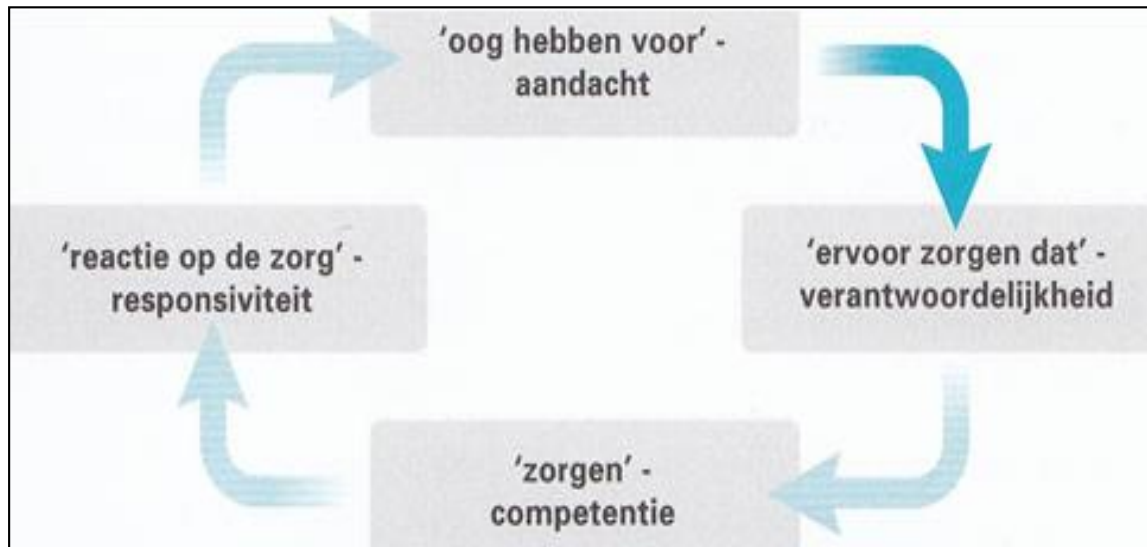 'oog hebben voor' -
aandacht
'ervoor zorgen dat' -
verantwoordelijkheid
'zorgen' -
competentie
'reactie op de zorg' -
responsiviteit